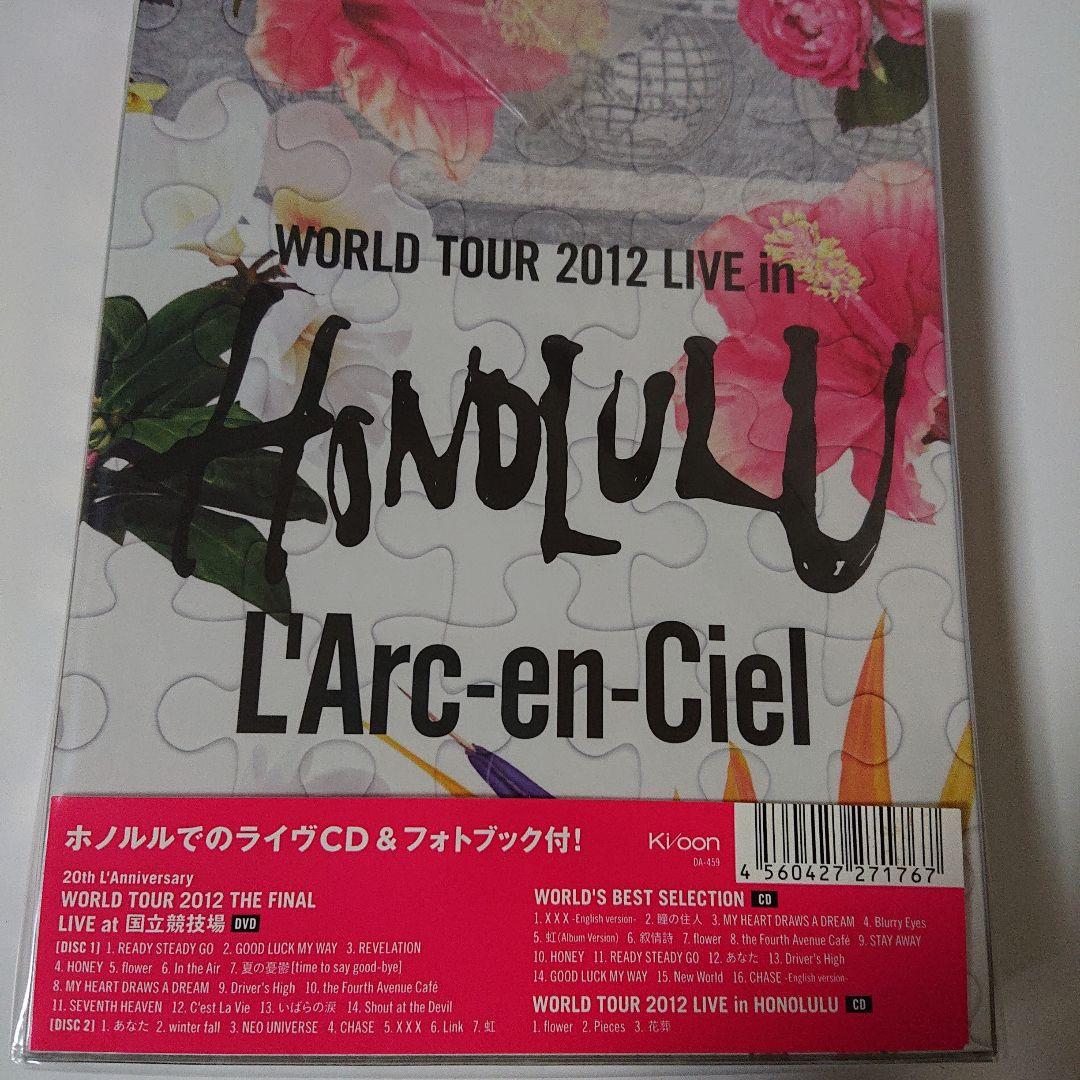 WORLD TOUR 2012 LIVE in
HONOLULU
L'Arc-en-Ciel
ホノルルでのライヴCD&フォトブック付!
Ki/oon
DA-459
4 560427 271767
20th L'Anniversary
WORLD TOUR 2012 THE FINAL
LIVE at 国立競技場 DVD
[DISC 1] 1. READY STEADY GO 2. GOOD LUCK MY WAY 3. REVELATION
4. HONEY 5. flower 6. In the Air 7. 夏の憂鬱 [time to say good-bye]
8. MY HEART DRAWS A DREAM 9. Driver's High 10. the Fourth Avenue Café
11. SEVENTH HEAVEN 12. C'est La Vie 13. いばらの涙 14. Shout at the Devil
[DISC 2] 1. あなた 2. winter fall 3. NEO UNIVERSE 4. CHASE 5. X X X 6. Link 7. 虹
WORLD'S BEST SELECTION CD
1. X X X -English version- 2. 瞳の住人 3. MY HEART DRAWS A DREAM 4. Blurry Eyes
5. 虹 (Album Version) 6. 叙情詩 7. flower 8. the Fourth Avenue Café 9. STAY AWAY
10. HONEY 11. READY STEADY GO 12. あなた 13. Driver's High
14. GOOD LUCK MY WAY 15. New World 16. CHASE -English version-
WORLD TOUR 2012 LIVE in HONOLULU CD
1. flower 2. Pieces 3. 花葬